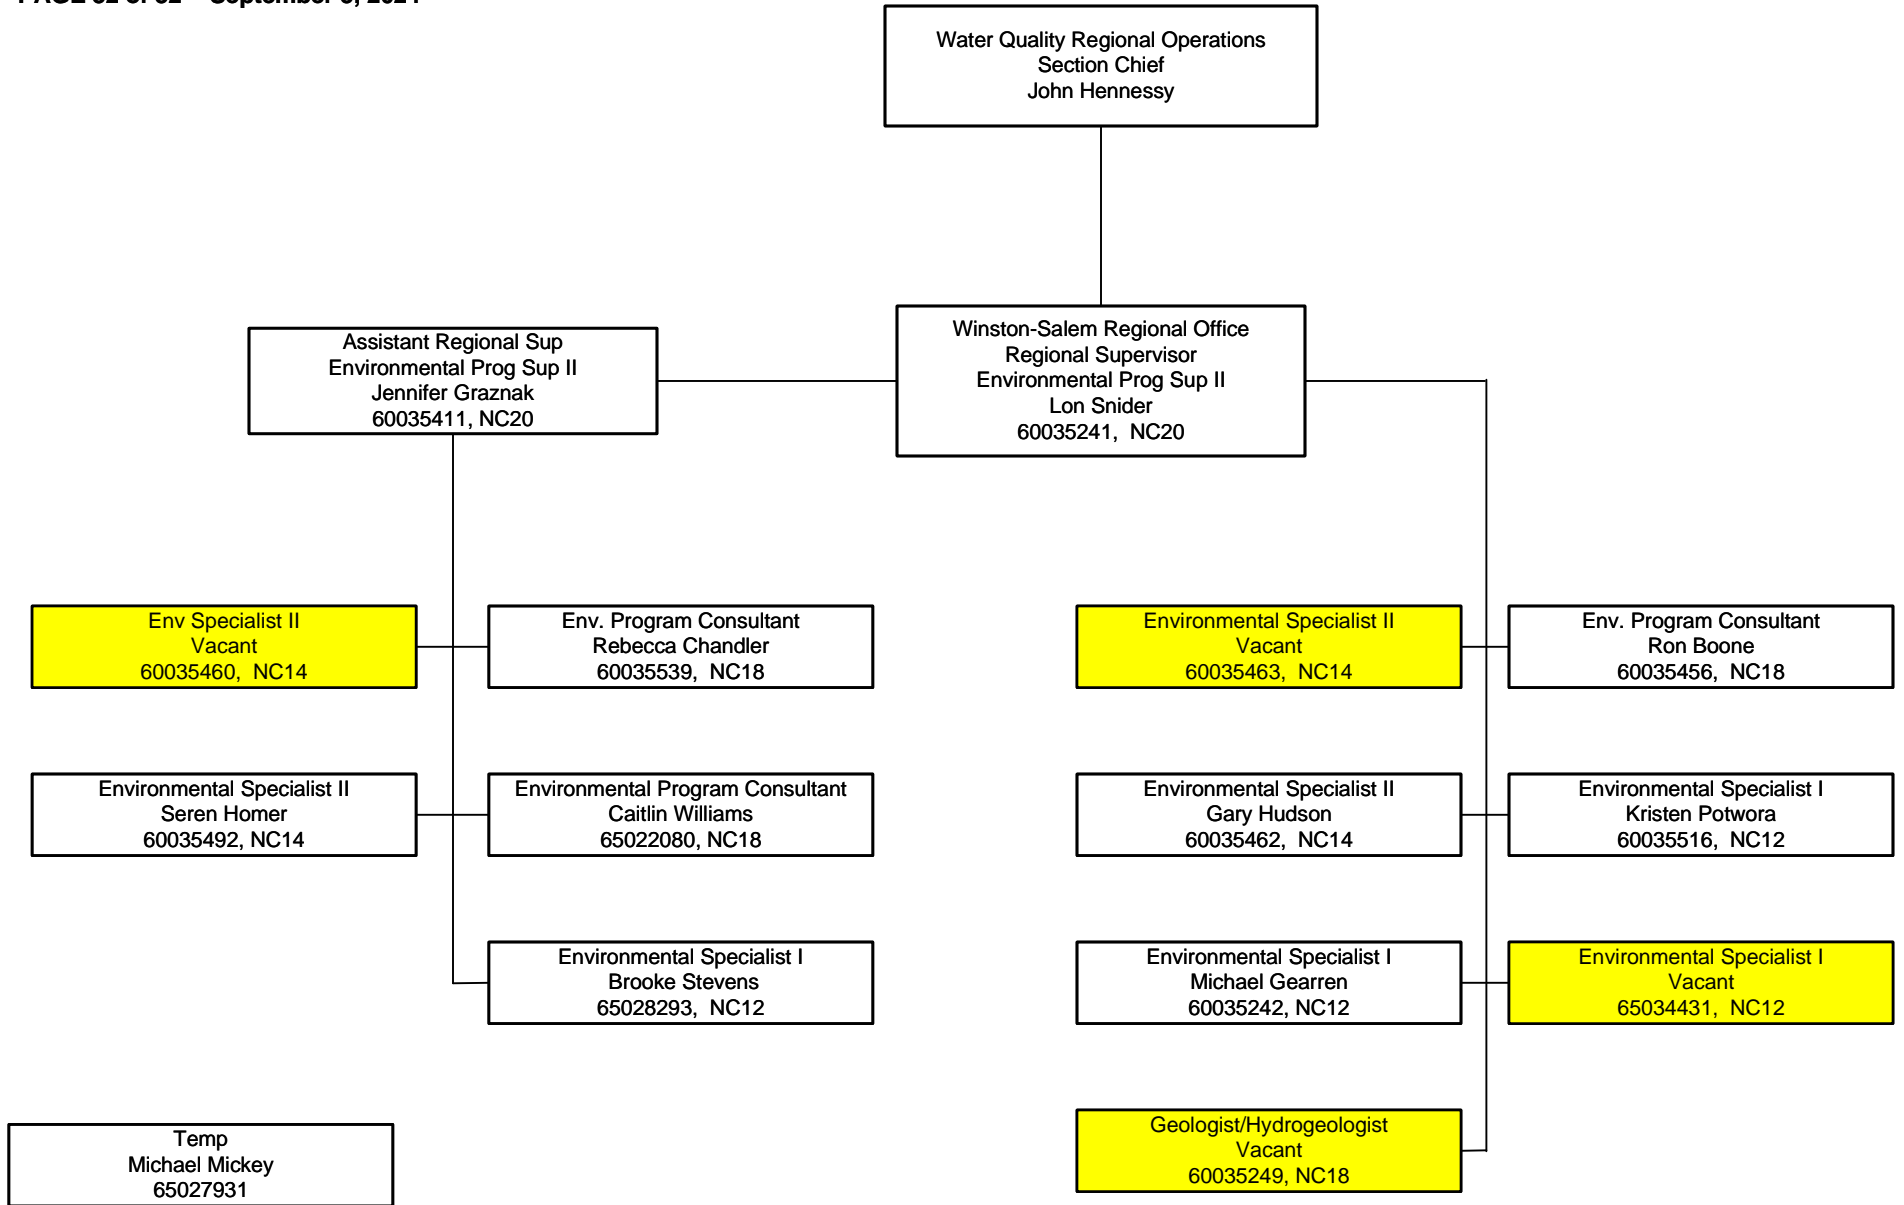 PAGE of September
Water Quality Regional Operations
Section Chief
John Hennessy
Assistant Regional Sup
Environmental Prog Sup II
Jennifer Graznak
60035411, NC20
Winston-Salem Regional Office
Regional Supervisor
Environmental Prog Sup II
Lon Snider
60035241, NC20
Env Specialist II
Vacant
60035460, NC14
Env. Program Consultant
Rebecca Chandler
60035539, NC18
Environmental Specialist II
Vacant
60035463, NC14
Env. Program Consultant
Ron Boone
60035456, NC18
Environmental Specialist II
Seren Homer
60035492, NC14
Environmental Program Consultant
Caitlin Williams
65022080, NC18
Environmental Specialist II
Gary Hudson
60035462, NC14
Environmental Specialist I
Kristen Potwora
60035516, NC12
Environmental Specialist I
Brooke Stevens
65028293, NC12
Environmental Specialist I
Michael Gearren
60035242, NC12
Environmental Specialist I
Vacant
65034431, NC12
Temp
Michael Mickey
65027931
Geologist/Hydrogeologist
Vacant
60035249, NC18